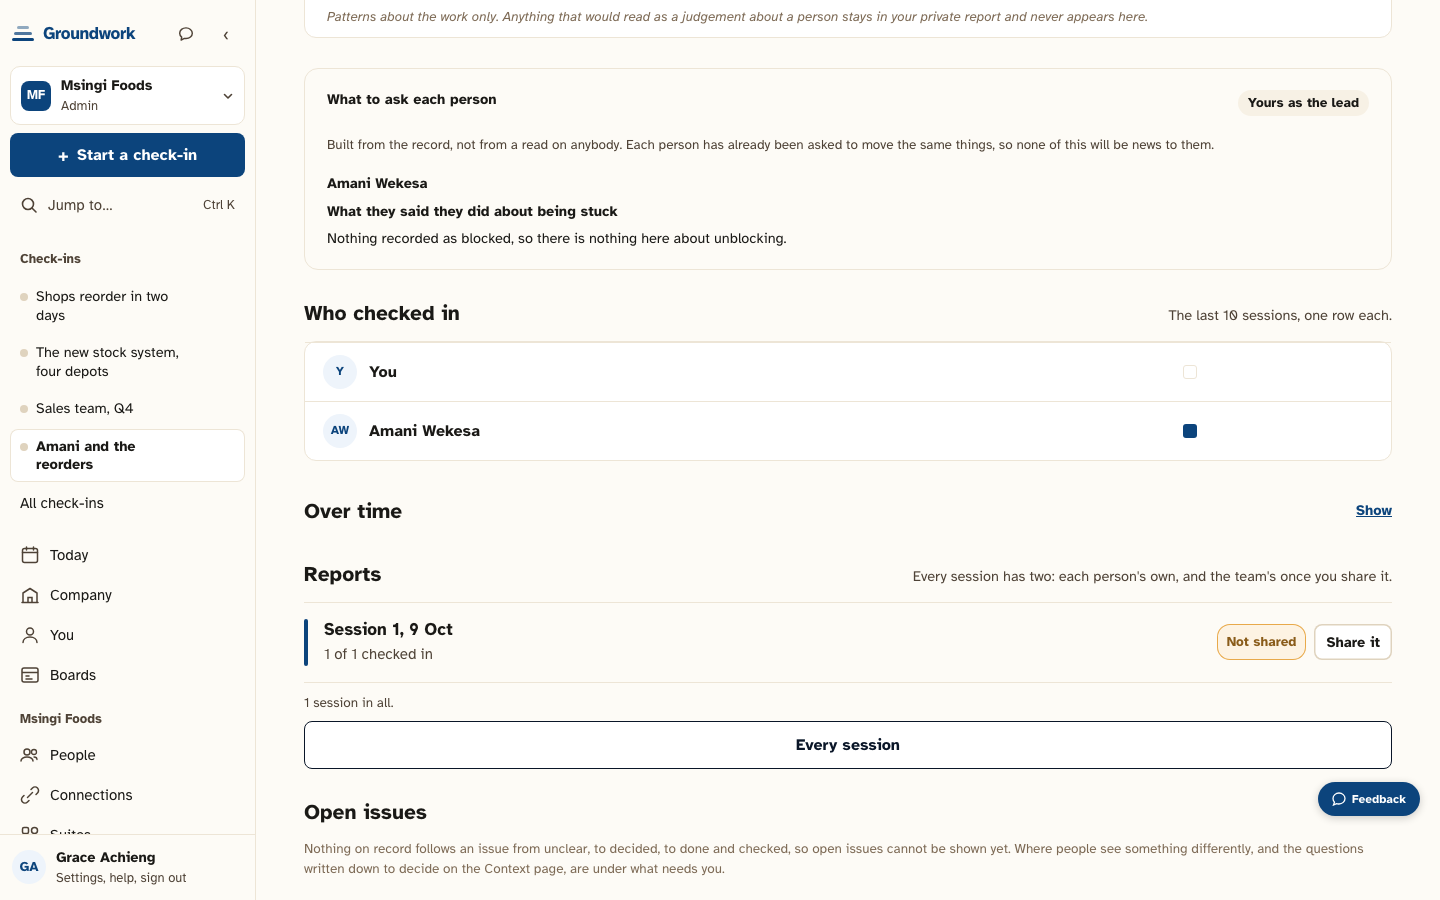 Groundwork
MF
Msingi Foods
Admin
+ Start a check-in
Jump to...
Ctrl K
Check-ins
Shops reorder in two
days
The new stock system,
four depots
Sales team, Q4
Amani and the
reorders
All check-ins
Today
Company
You
Boards
Msingi Foods
People
Connections
Suites
GA
Grace Achieng
Settings, help, sign out
Patterns about the work only. Anything that would read as a judgement about a person stays in your private report and never appears here.
What to ask each person
Yours as the lead
Built from the record, not from a read on anybody. Each person has already been asked to move the same things, so none of this will be news to them.
Amani Wekesa
What they said they did about being stuck
Nothing recorded as blocked, so there is nothing here about unblocking.
Who checked in
The last 10 sessions, one row each.
Y
You
AW
Amani Wekesa
Over time
Show
Reports
Every session has two: each person's own, and the team's once you share it.
Session 1, 9 Oct
1 of 1 checked in
Not shared
Share it
1 session in all.
Every session
Feedback
Open issues
Nothing on record follows an issue from unclear, to decided, to done and checked, so open issues cannot be shown yet. Where people see something differently, and the questions
written down to decide on the Context page, are under what needs you.